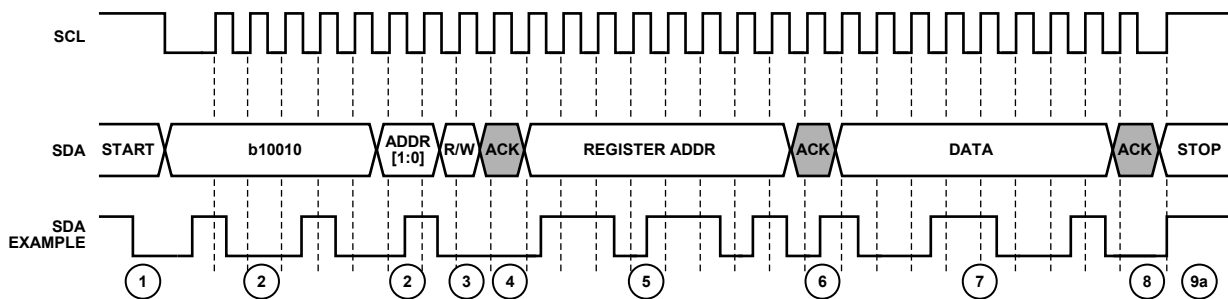 SCL
SDA
START
b10010
ADDR
[1:0]
R/W
ACK
REGISTER ADDR
ACK
DATA
ACK
STOP
SDA
EXAMPLE
1
2
2
3
4
5
6
7
8
9a